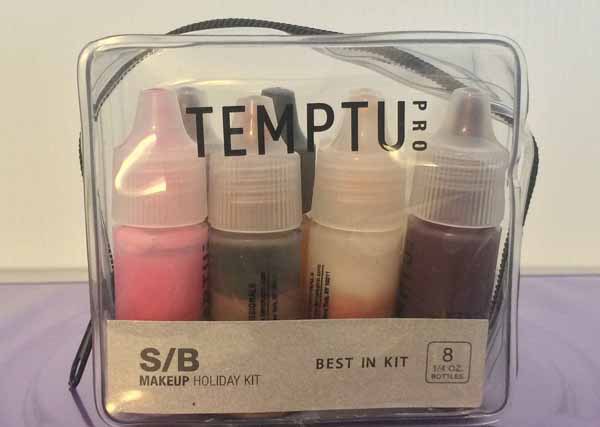 TEMPTU PRO
S/B
MAKEUP HOLIDAY KIT
BEST IN KIT
8
1/4 OZ.
BOTTLES